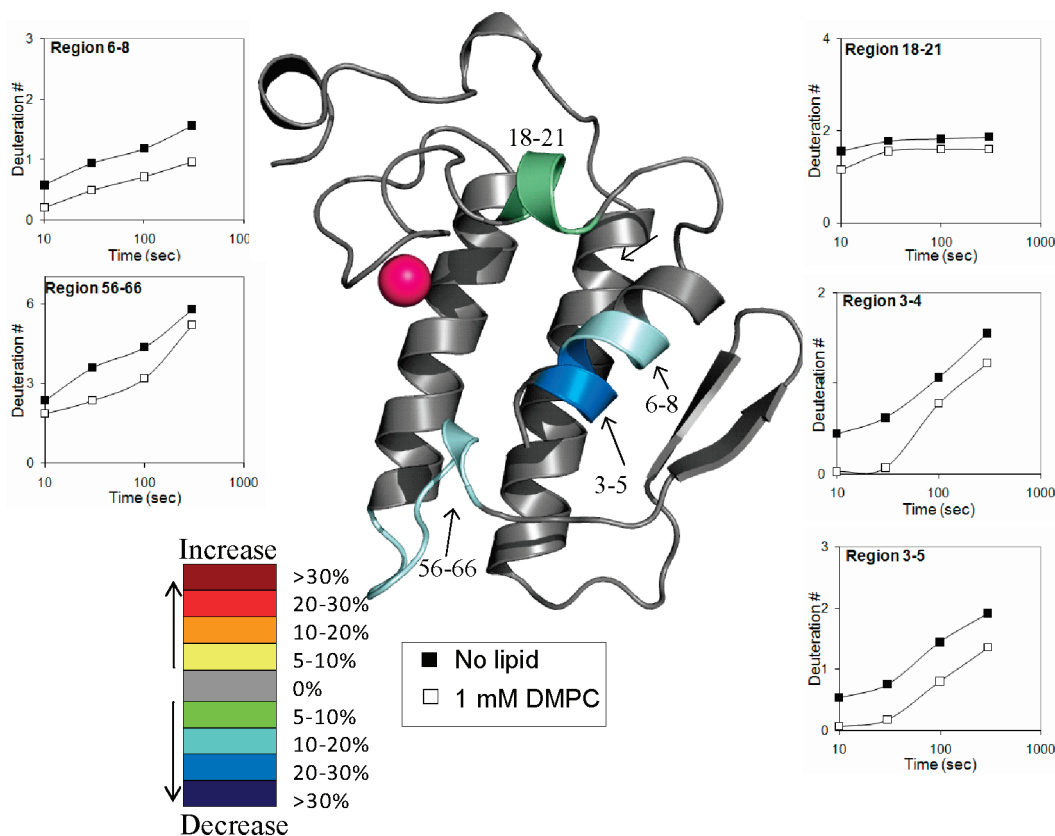 Region 6-8
Deuteration #
3
2
1
0
10
100
100
Time (sec)
Region 56-66
Deuteration #
6
3
0
10
100
1000
Time (sec)
Region 18-21
Deuteration #
4
2
0
10
100
1000
Time (sec)
Region 3-4
Deuteration #
2
0
10
100
1000
Time (sec)
Region 3-5
Deuteration #
3
2
1
0
10
100
1000
Time (sec)
18-21
6-8
3-5
56-66
Increase
>30%
20-30%
10-20%
5-10%
0%
5-10%
10-20%
20-30%
>30%
Decrease
No lipid
1 mM DMPC